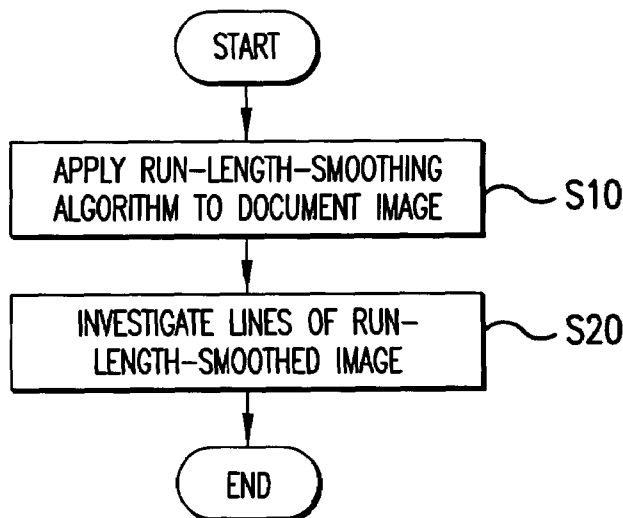 START
APPLY RUN-LENGTH-SMOOTHING
ALGORITHM TO DOCUMENT IMAGE
S10
INVESTIGATE LINES OF RUN-
LENGTH-SMOOTHED IMAGE
S20
END